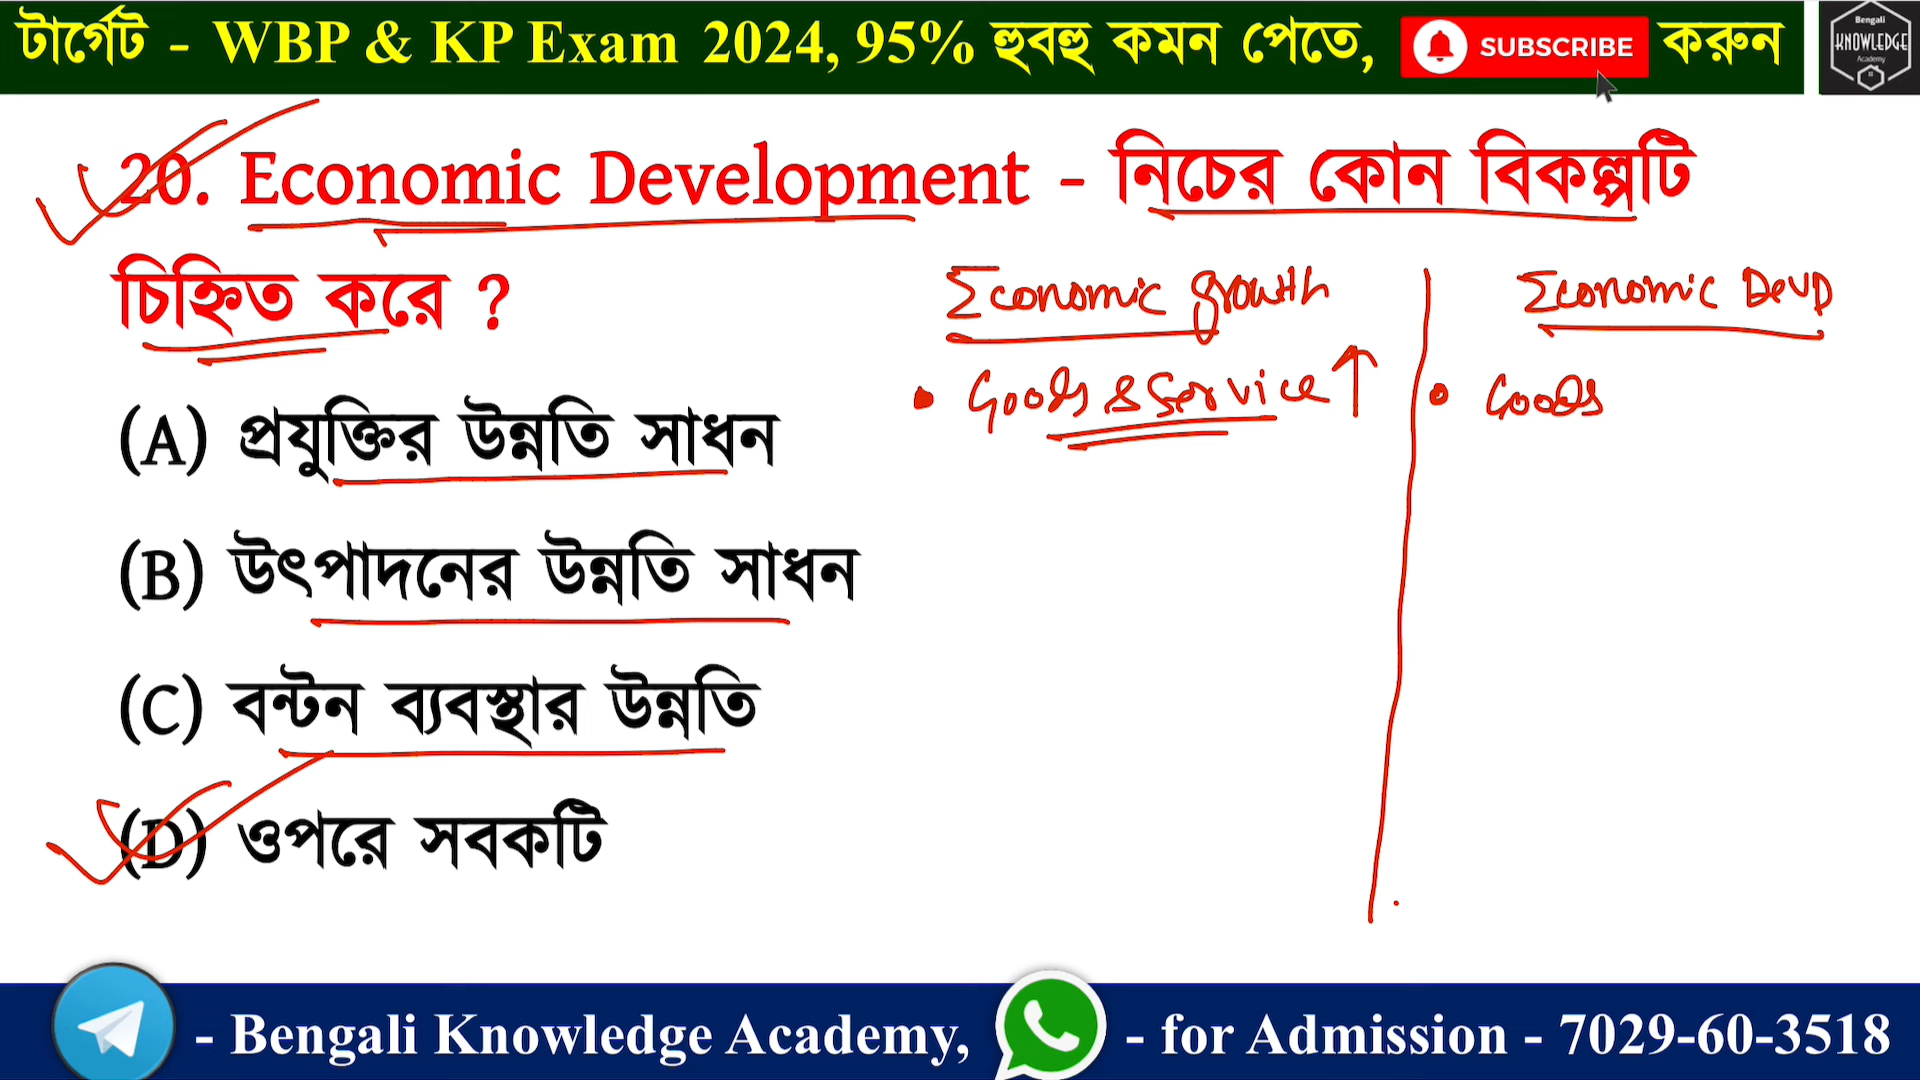 টার্গেট - WBP & KP Exam 2024, 95% হুবহু কমন পেতে, SUBSCRIBE করুন
Bengali
KNOWLEDGE
Academy
20. Economic Development - নিচের কোন বিকল্পটি
চিহ্নিত করে ?
Economic growth
Economic Devp
• Goods & Service ↑
• Goods
(A) প্রযুক্তির উন্নতি সাধন
(B) উৎপাদনের উন্নতি সাধন
(C) বন্টন ব্যবস্থার উন্নতি
(D) ওপরে সবকটি
- Bengali Knowledge Academy, - for Admission - 7029-60-3518